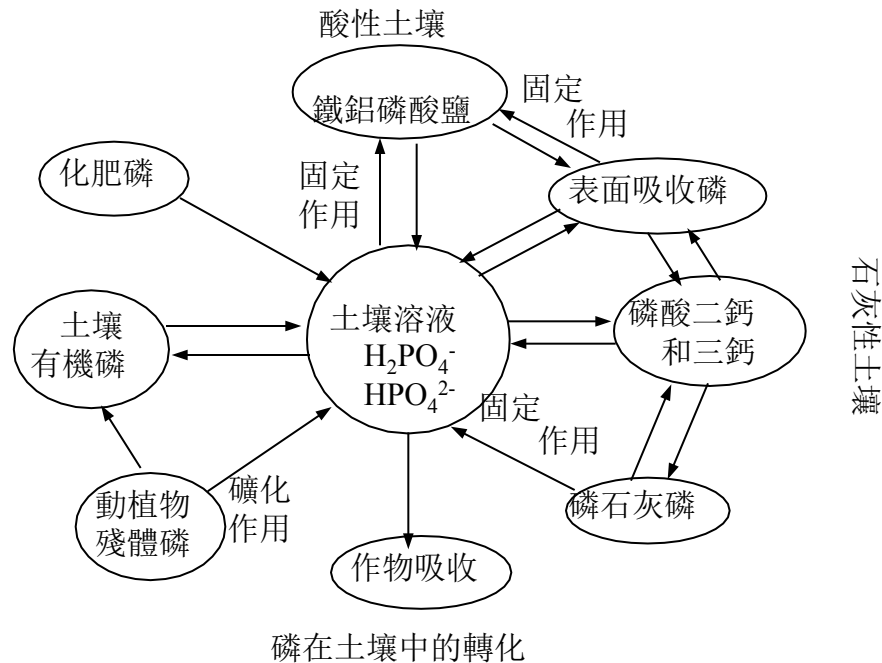 酸性土壤
鐵鋁磷酸鹽
固定
作用
化肥磷
固定
作用
表面吸收磷
土壤
有機磷
土壤溶液
H₂PO₄⁻
HPO₄²⁻
磷酸二鈣
和三鈣
石灰性土壤
固定
作用
動植物
殘體磷
礦化
作用
磷石灰磷
作物吸收
磷在土壤中的轉化